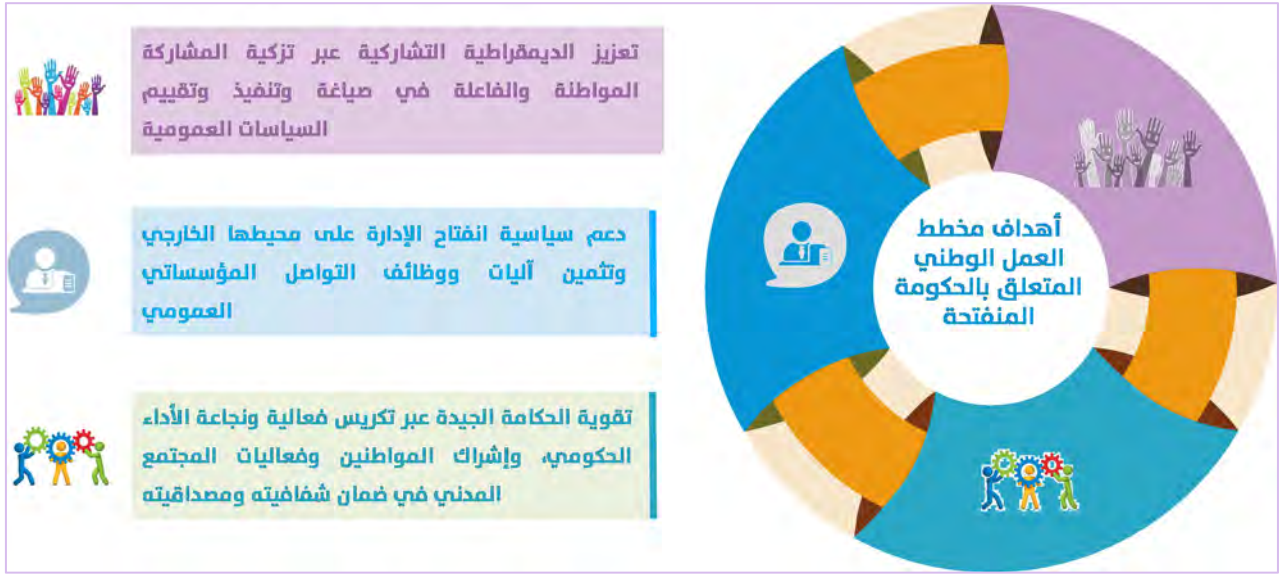 أهداف مخطط
العمل الوطني
المتعلق بالحكومة
المنفتحة
تعزيز الديمقراطية التشاركية عبر تزكية المشاركة
المواطنة والفاعلة في صياغة وتنفيذ وتقييم
السياسات العمومية
دعم سياسية انفتاح الإدارة على محيطها الخارجي
وتثمين آليات ووظائف التواصل المؤسساتي
العمومي
تقوية الحكامة الجيدة عبر تكريس فعالية ونجاعة الأداء
الحكومي، وإشراك المواطنين وفعاليات المجتمع
المدني في ضمان شفافيته ومصداقيته